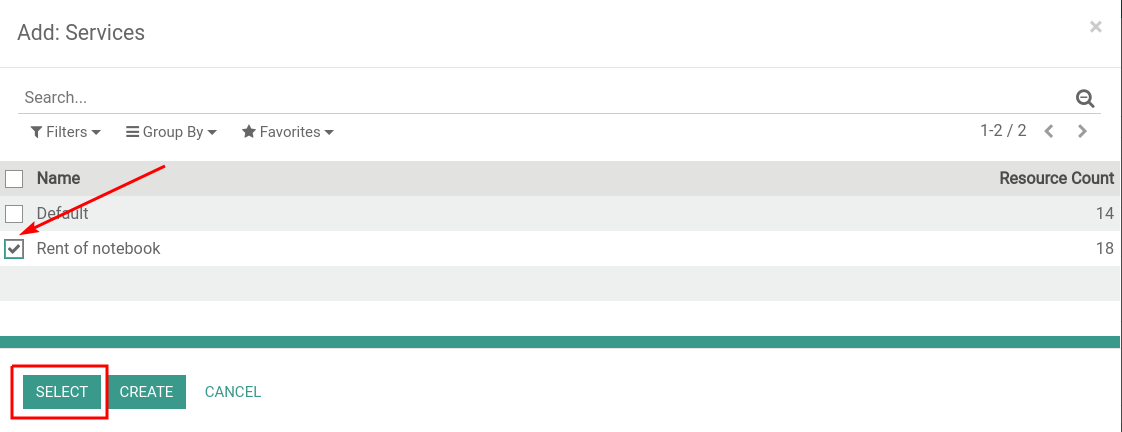 Add: Services ×
Search...
Filters Group By Favorites 1-2 / 2
Name Resource Count
Default 14
Rent of notebook 18
SELECT CREATE CANCEL